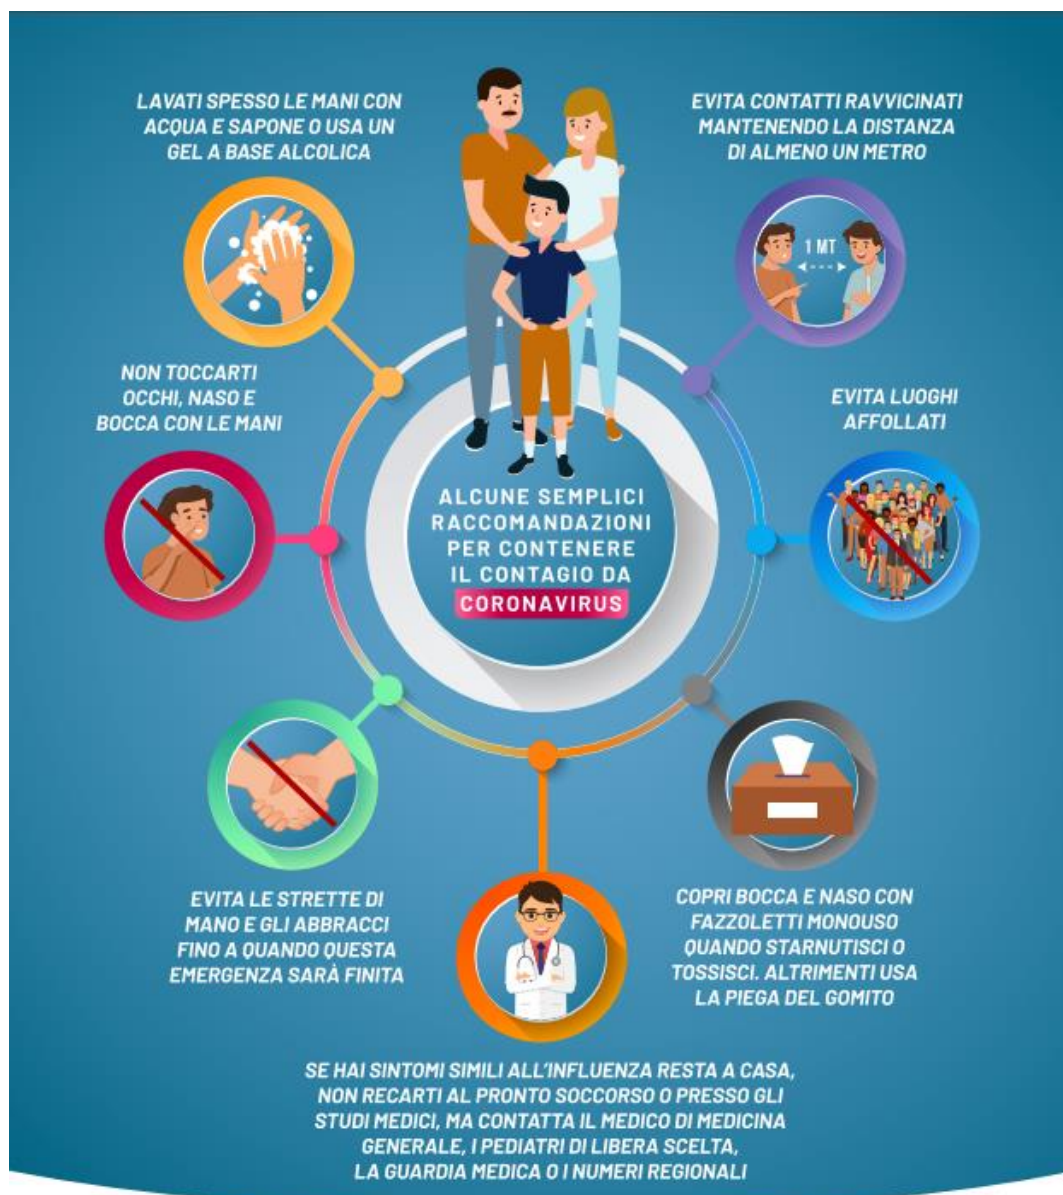 LAVATI SPESSO LE MANI CON
ACQUA E SAPONE O USA UN
GEL A BASE ALCOLICA
EVITA CONTATTI RAVVICINATI
MANTENENDO LA DISTANZA
DI ALMENO UN METRO
1 MT
NON TOCCARTI
OCCHI, NASO E
BOCCA CON LE MANI
EVITA LUOGHI
AFFOLLATI
ALCUNE SEMPLICI
RACCOMANDAZIONI
PER CONTENERE
IL CONTAGIO DA
CORONAVIRUS
EVITA LE STRETTE DI
MANO E GLI ABBRACCI
FINO A QUANDO QUESTA
EMERGENZA SARÀ FINITA
COPRI BOCCA E NASO CON
FAZZOLETTI MONOUSO
QUANDO STARNUTISCI O
TOSSISCI. ALTRIMENTI USA
LA PIEGA DEL GOMITO
SE HAI SINTOMI SIMILI ALL'INFLUENZA RESTA A CASA,
NON RECARTI AL PRONTO SOCCORSO O PRESSO GLI
STUDI MEDICI, MA CONTATTA IL MEDICO DI MEDICINA
GENERALE, I PEDIATRI DI LIBERA SCELTA,
LA GUARDIA MEDICA O I NUMERI REGIONALI